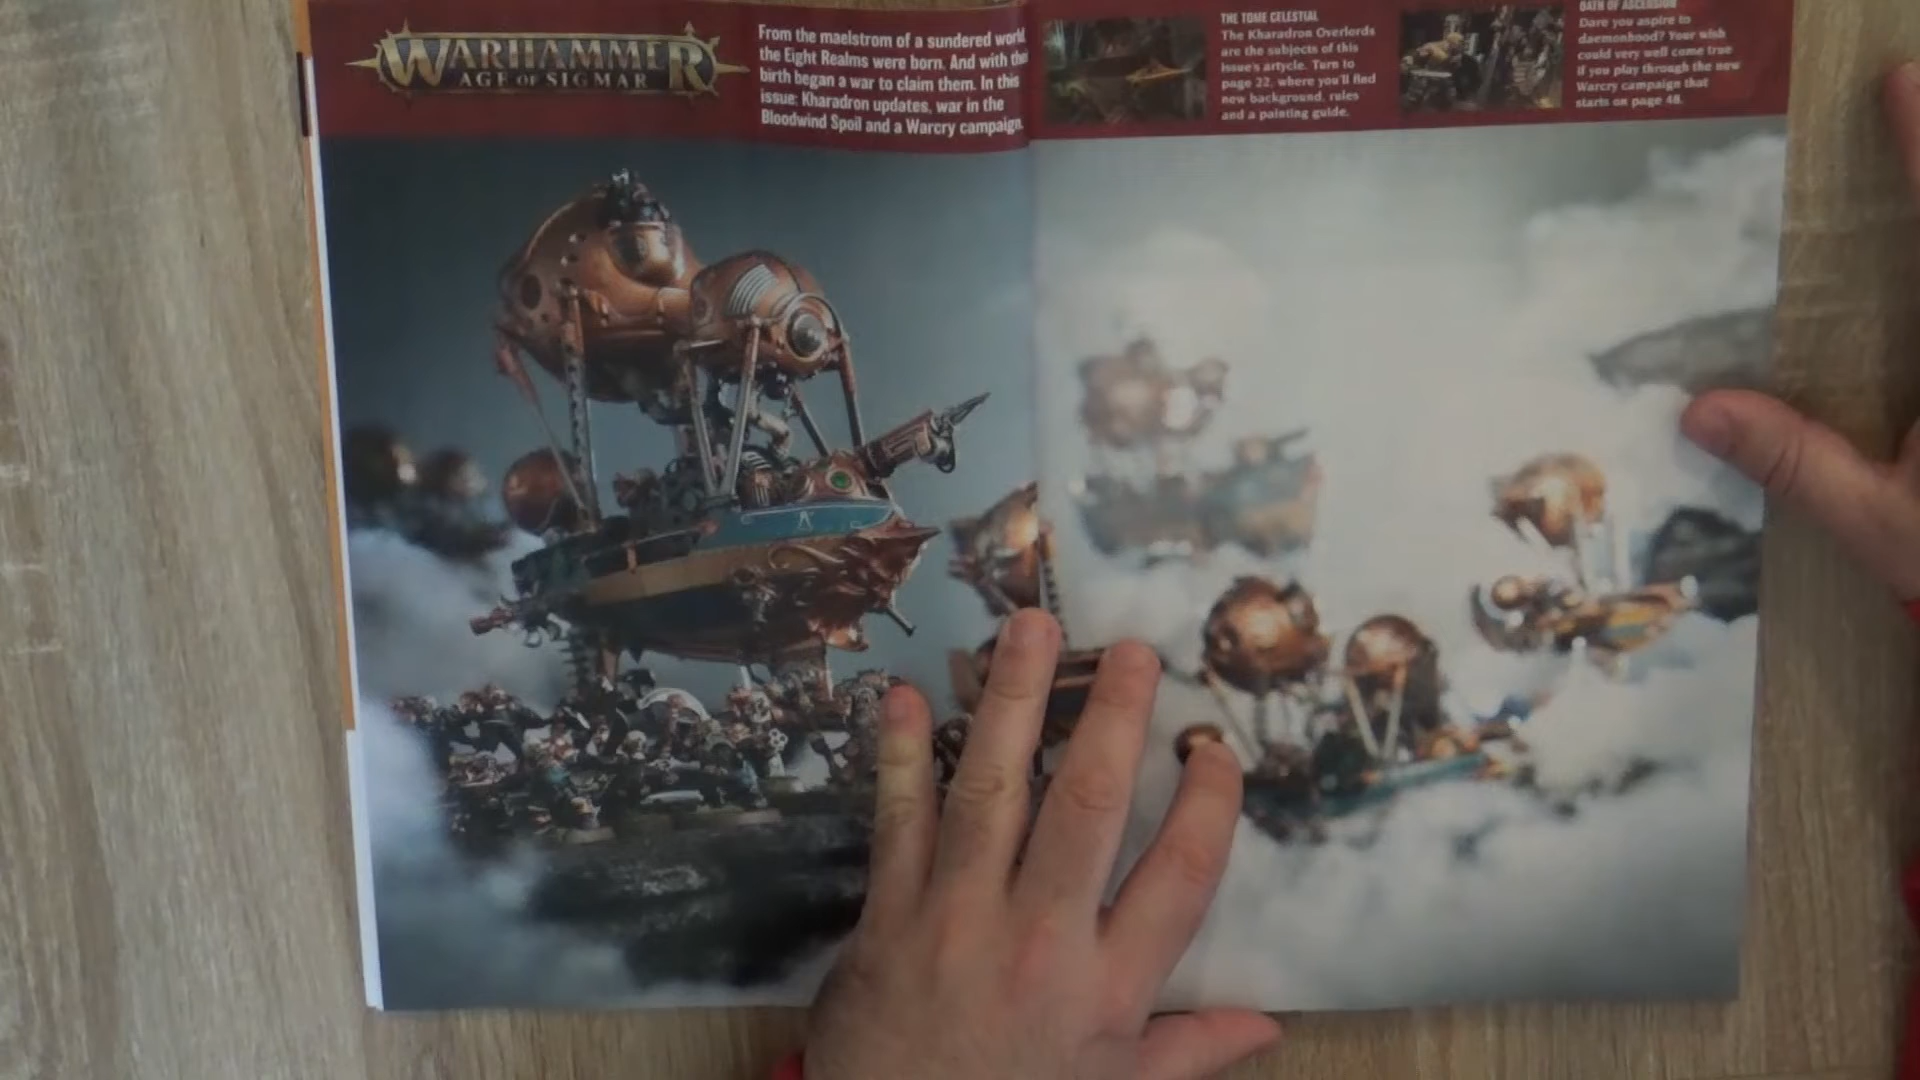 WARHAMMER
AGE OF SIGMAR
From the maelstrom of a sundered world
the Eight Realms were born. And with the
birth began a war to claim them. In this
issue: Kharadron updates, war in the
Bloodwind Spoil and a Warcry campaign.
THE TOME CELESTIAL
The Kharadron Overlords
are the subjects of this
issue's artycle. Turn to
page 22, where you'll find
new background, rules
and a painting guide.
OATH OF ASCENSION
Dare you aspire to
daemonhood? Your wish
could very well come true
if you play through the new
Warcry campaign that
starts on page 48.